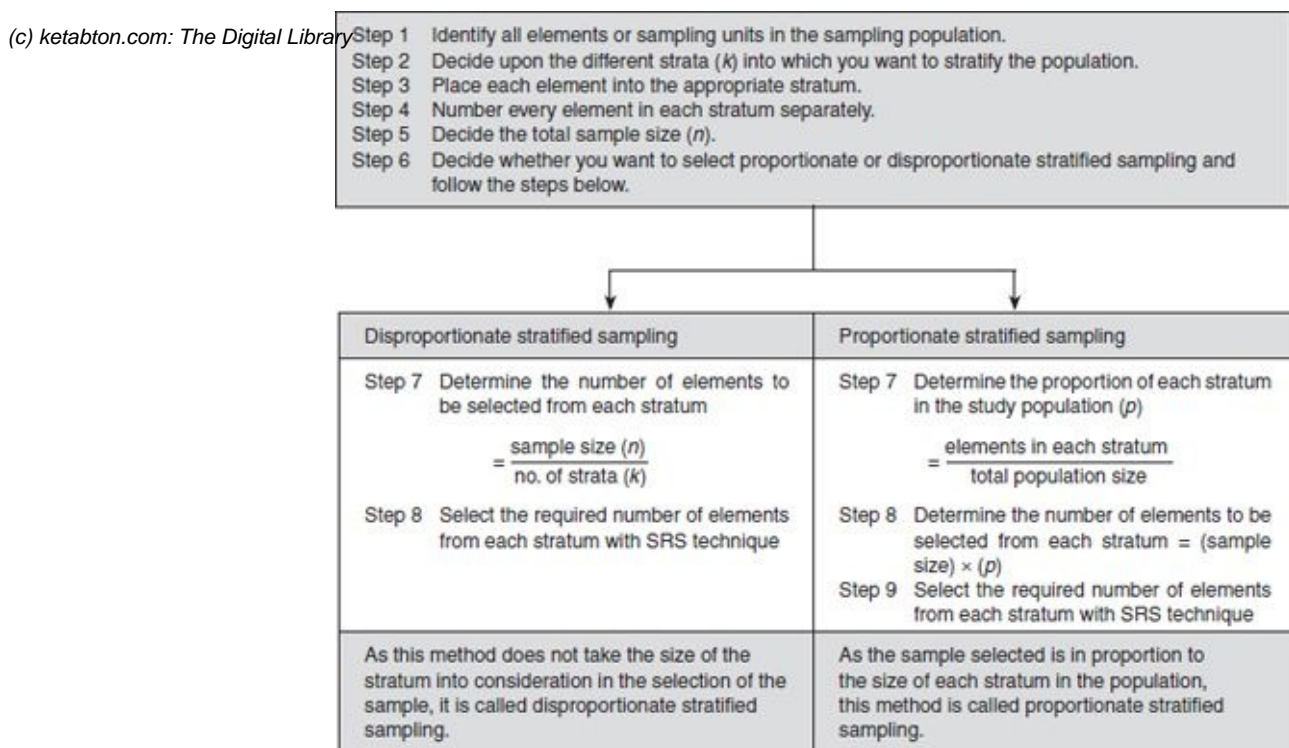 (c) ketabton.com: The Digital Library
Step 1 Identify all elements or sampling units in the sampling population.
Step 2 Decide upon the different strata (k) into which you want to stratify the population.
Step 3 Place each element into the appropriate stratum.
Step 4 Number every element in each stratum separately.
Step 5 Decide the total sample size (n).
Step 6 Decide whether you want to select proportionate or disproportionate stratified sampling and
follow the steps below.
Disproportionate stratified sampling
Step 7 Determine the number of elements to
be selected from each stratum
= sample size (n)
no. of strata (k)
Step 8 Select the required number of elements
from each stratum with SRS technique
As this method does not take the size of the
stratum into consideration in the selection of the
sample, it is called disproportionate stratified
sampling.
Proportionate stratified sampling
Step 7 Determine the proportion of each stratum
in the study population (p)
= elements in each stratum
total population size
Step 8 Determine the number of elements to be
selected from each stratum = (sample
size) × (p)
Step 9 Select the required number of elements
from each stratum with SRS technique
As the sample selected is in proportion to
the size of each stratum in the population,
this method is called proportionate stratified
sampling.